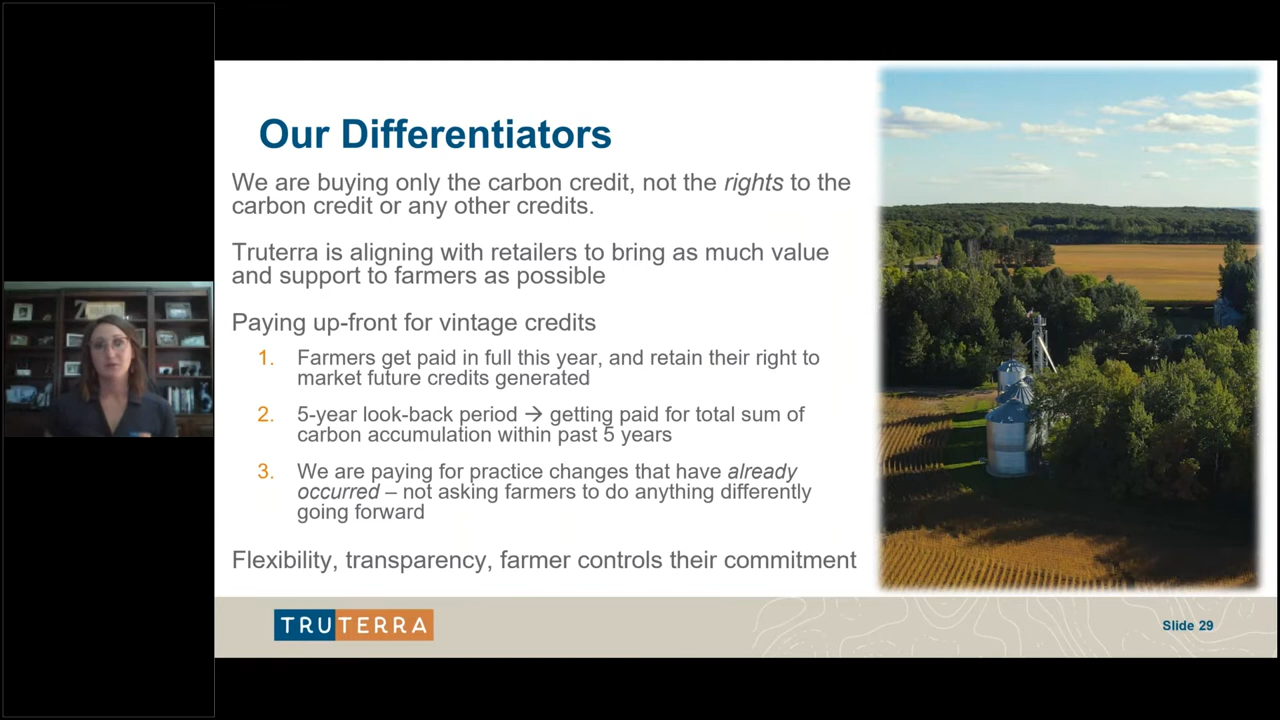 Our Differentiators
We are buying only the carbon credit, not the rights to the
carbon credit or any other credits.
Truterra is aligning with retailers to bring as much value
and support to farmers as possible
Paying up-front for vintage credits
1. Farmers get paid in full this year, and retain their right to
market future credits generated
2. 5-year look-back period → getting paid for total sum of
carbon accumulation within past 5 years
3. We are paying for practice changes that have already
occurred – not asking farmers to do anything differently
going forward
Flexibility, transparency, farmer controls their commitment
TRUTERRA
Slide 29